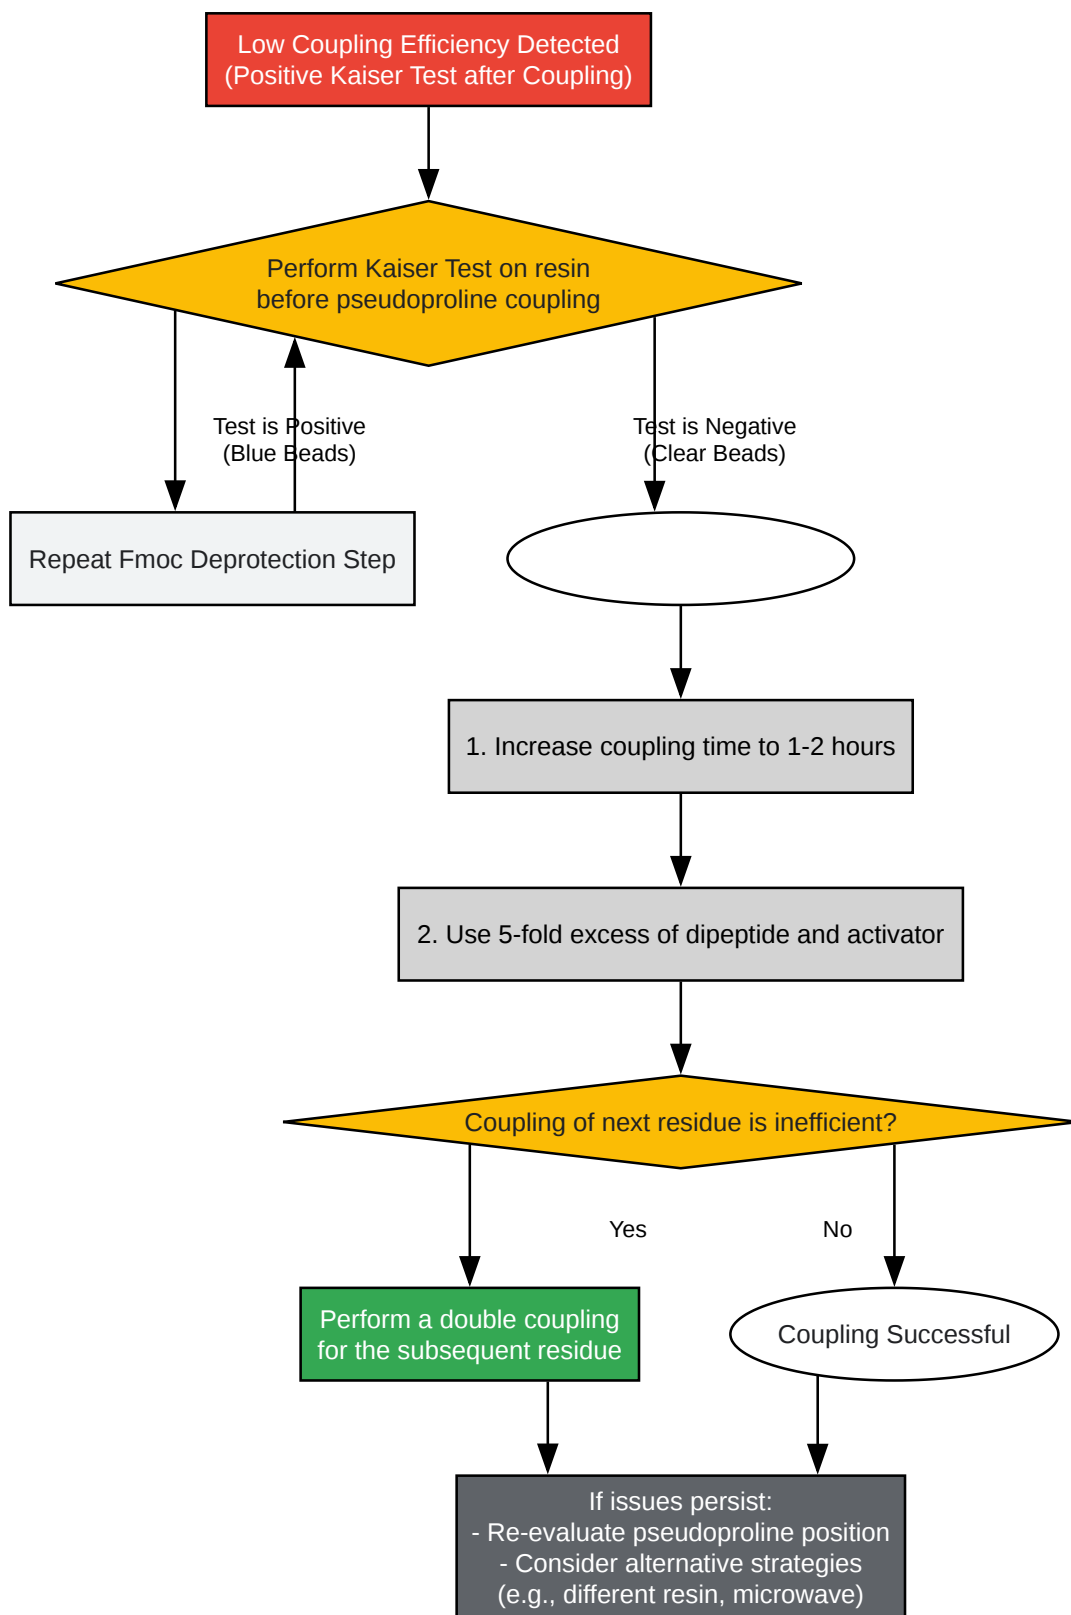 Low Coupling Efficiency Detected
(Positive Kaiser Test after Coupling)
Perform Kaiser Test on resin
before pseudoproline coupling
Test is Positive
(Blue Beads)
Test is Negative
(Clear Beads)
Repeat Fmoc Deprotection Step
1. Increase coupling time to 1-2 hours
2. Use 5-fold excess of dipeptide and activator
Coupling of next residue is inefficient?
Yes
No
Perform a double coupling
for the subsequent residue
Coupling Successful
If issues persist:
- Re-evaluate pseudoproline position
- Consider alternative strategies
(e.g., different resin, microwave)